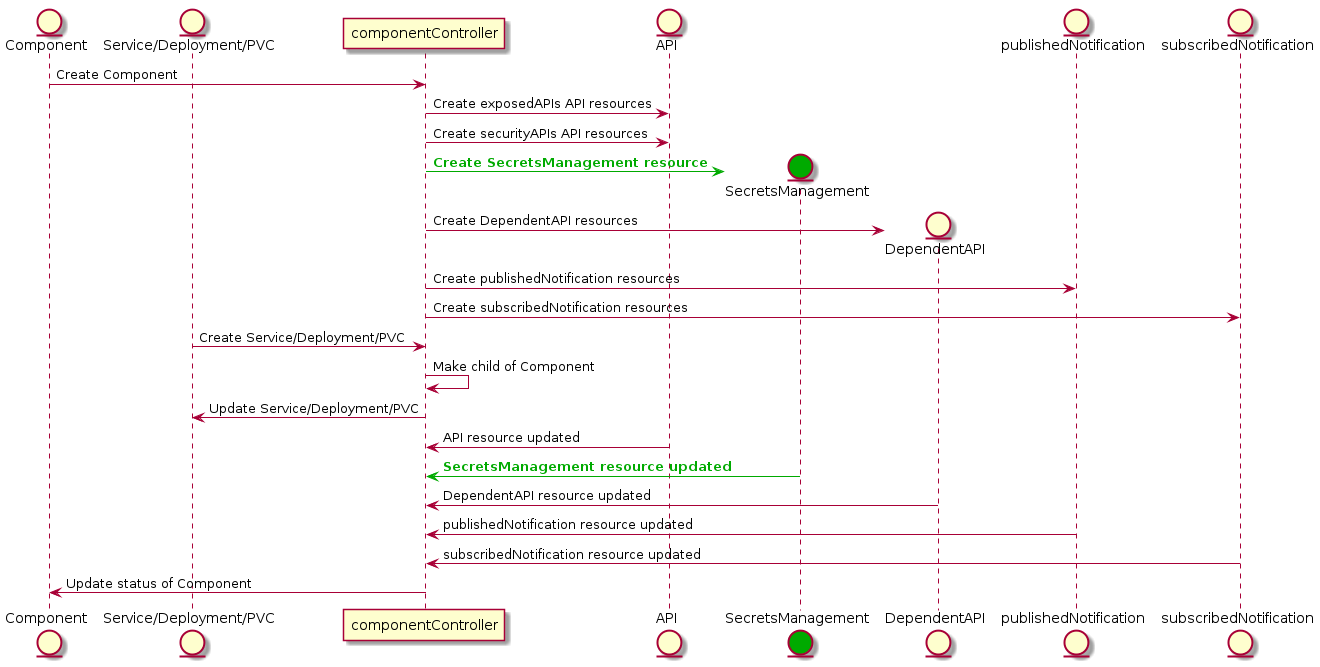 Component
Service/Deployment/PVC
componentController
API
publishedNotification
subscribedNotification
Create Component
Create exposedAPIs API resources
Create securityAPIs API resources
Create SecretsManagement resource
SecretsManagement
Create DependentAPI resources
DependentAPI
Create publishedNotification resources
Create subscribedNotification resources
Create Service/Deployment/PVC
Make child of Component
Update Service/Deployment/PVC
API resource updated
SecretsManagement resource updated
DependentAPI resource updated
publishedNotification resource updated
subscribedNotification resource updated
Update status of Component
Component
Service/Deployment/PVC
componentController
API
SecretsManagement
DependentAPI
publishedNotification
subscribedNotification